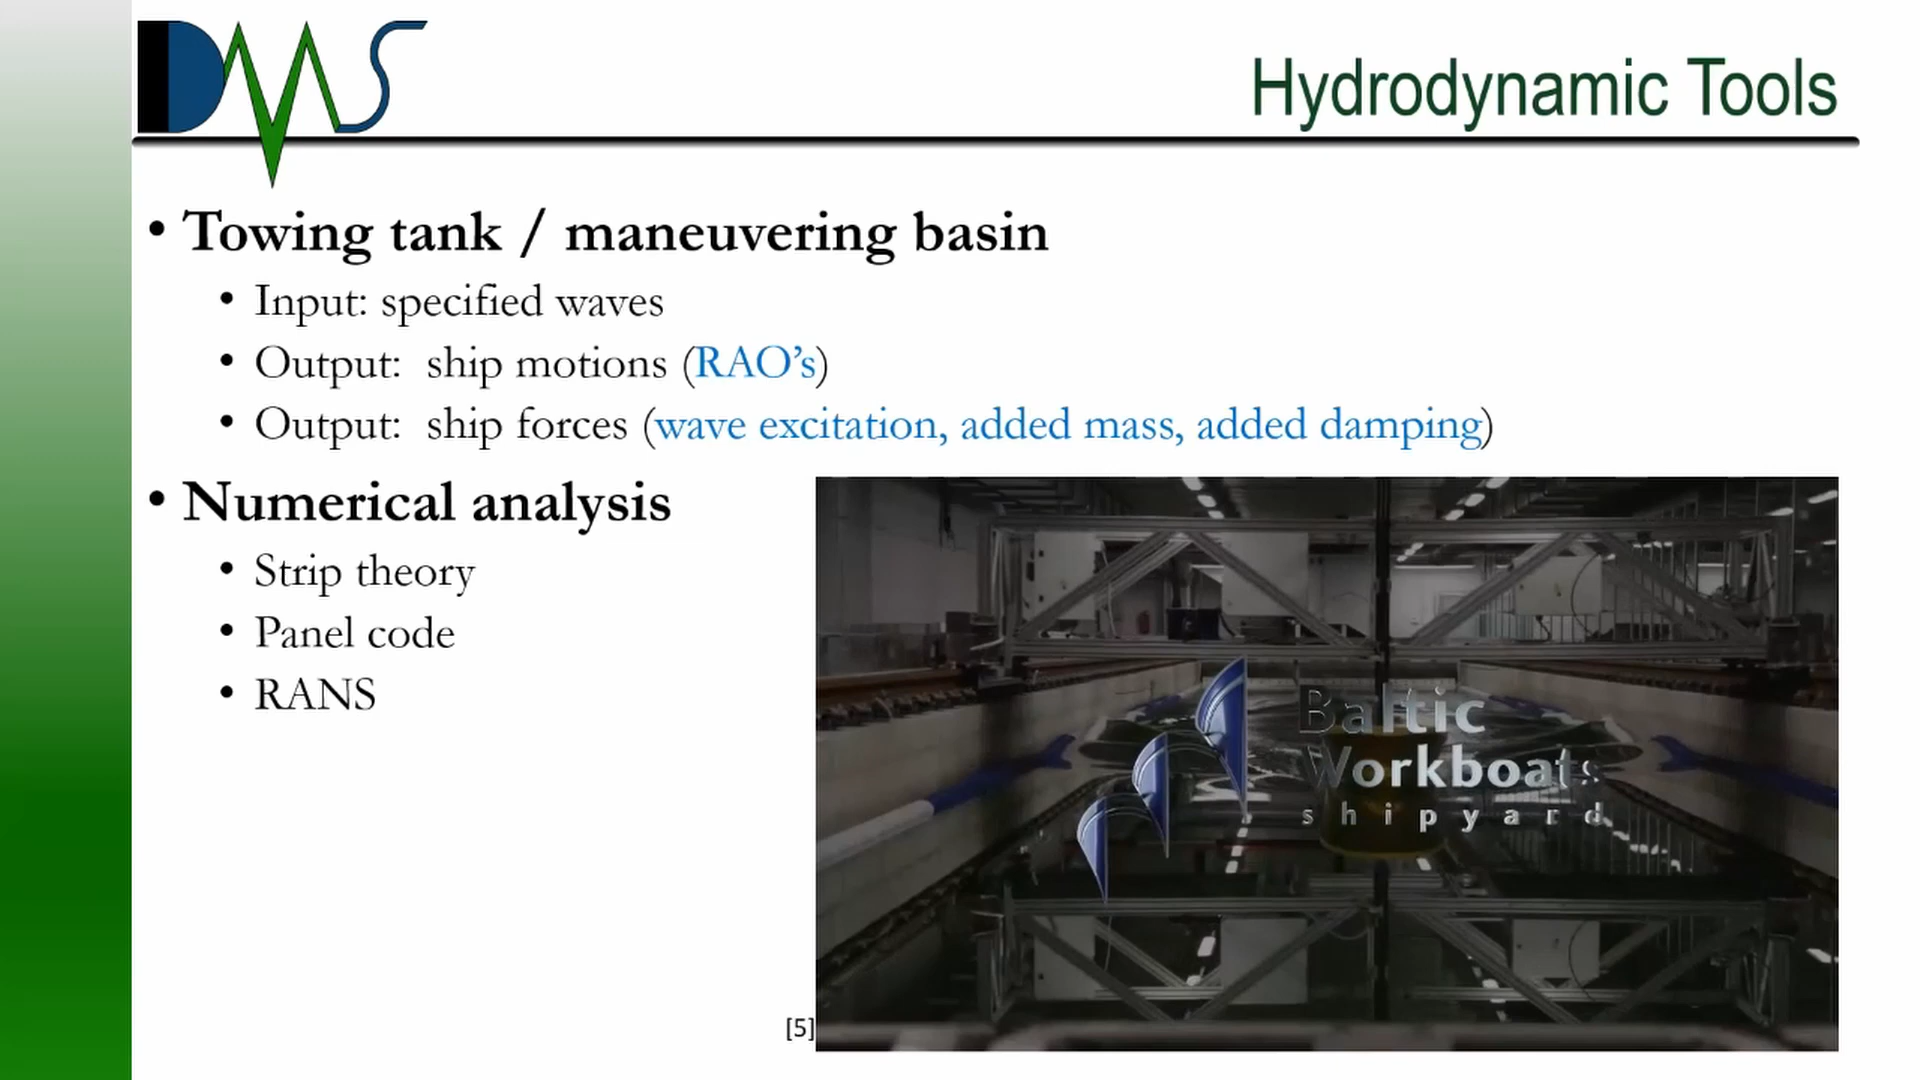 DMS
Hydrodynamic Tools
• Towing tank / maneuvering basin
• Input: specified waves
• Output: ship motions (RAO’s)
• Output: ship forces (wave excitation, added mass, added damping)
• Numerical analysis
• Strip theory
• Panel code
• RANS
Baltic
Workboats
shipyard
[5]